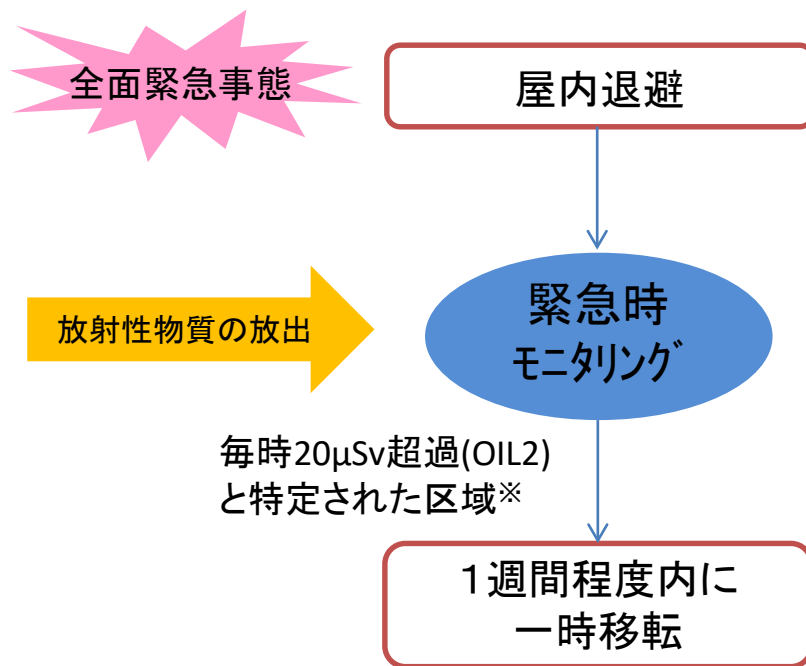 全面緊急事態
屋内退避
放射性物質の放出
緊急時
ﾓﾆﾀﾘﾝｸﾞ
毎時20μSv超過(OIL2)
と特定された区域※
１週間程度内に
一時移転